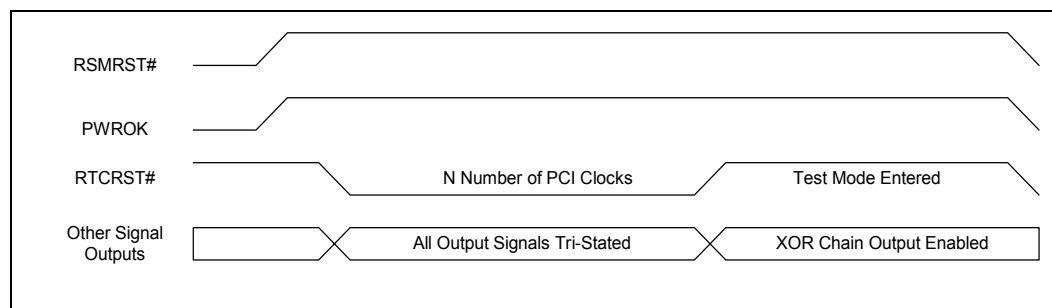 RSMRST#
PWROK
RTCRST#
N Number of PCI Clocks
Test Mode Entered
Other Signal
Outputs
All Output Signals Tri-Stated
XOR Chain Output Enabled